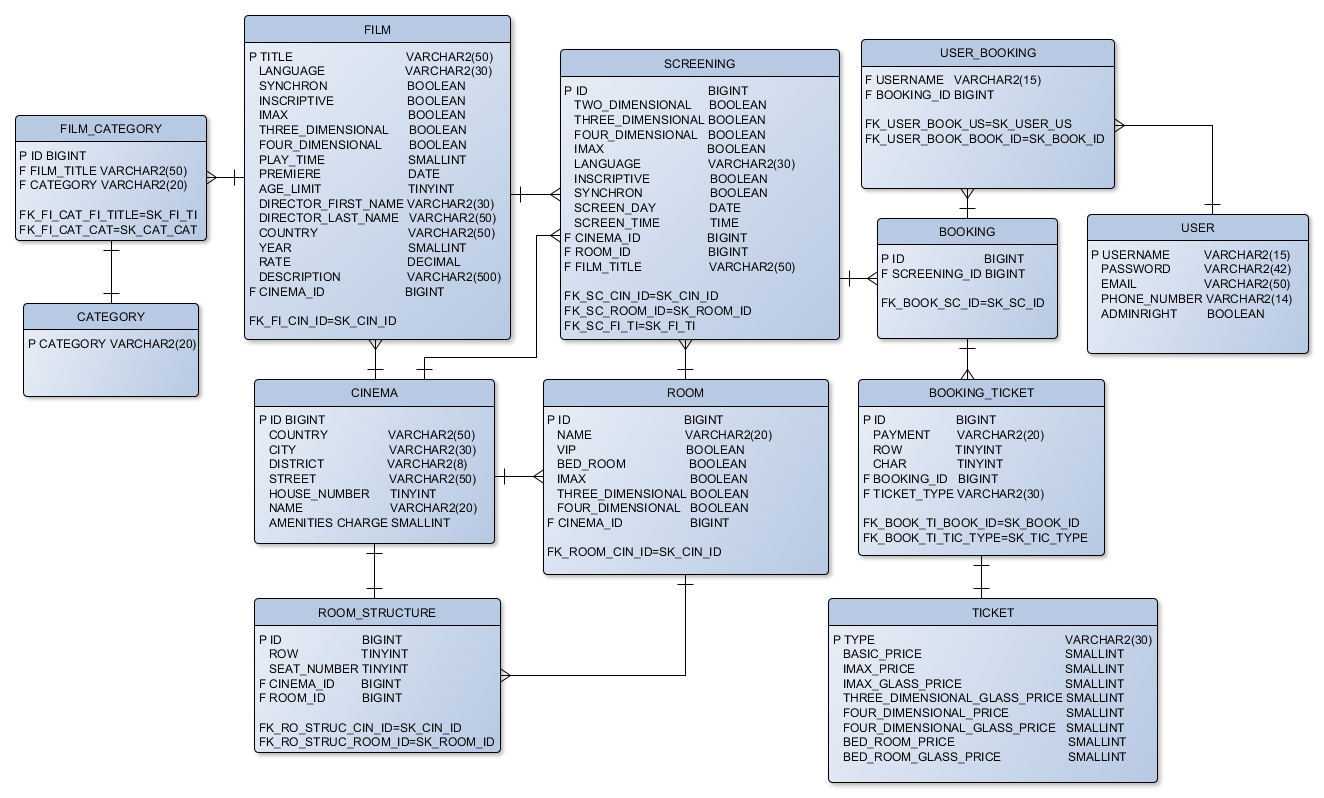 FILM_CATEGORY
P ID BIGINT
F FILM_TITLE VARCHAR2(50)
F CATEGORY VARCHAR2(20)
FK_FI_CAT_FI_TITLE=SK_FI_TI
FK_FI_CAT_CAT=SK_CAT_CAT
CATEGORY
P CATEGORY VARCHAR2(20)
FILM
P TITLE VARCHAR2(50)
LANGUAGE VARCHAR2(30)
SYNCHRON BOOLEAN
INSCRIPTIVE BOOLEAN
IMAX BOOLEAN
THREE_DIMENSIONAL BOOLEAN
FOUR_DIMENSIONAL BOOLEAN
PLAY_TIME SMALLINT
PREMIERE DATE
AGE_LIMIT TINYINT
DIRECTOR_FIRST_NAME VARCHAR2(30)
DIRECTOR_LAST_NAME VARCHAR2(50)
COUNTRY VARCHAR2(50)
YEAR SMALLINT
RATE DECIMAL
DESCRIPTION VARCHAR2(500)
F CINEMA_ID BIGINT
FK_FI_CIN_ID=SK_CIN_ID
SCREENING
P ID BIGINT
TWO_DIMENSIONAL BOOLEAN
THREE_DIMENSIONAL BOOLEAN
FOUR_DIMENSIONAL BOOLEAN
IMAX BOOLEAN
LANGUAGE VARCHAR2(30)
INSCRIPTIVE BOOLEAN
SYNCHRON BOOLEAN
SCREEN_DAY DATE
SCREEN_TIME TIME
F CINEMA_ID BIGINT
F ROOM_ID BIGINT
F FILM_TITLE VARCHAR2(50)
FK_SC_CIN_ID=SK_CIN_ID
FK_SC_ROOM_ID=SK_ROOM_ID
FK_SC_FI_TI=SK_FI_TI
USER_BOOKING
F USERNAME VARCHAR2(15)
F BOOKING_ID BIGINT
FK_USER_BOOK_US=SK_USER_US
FK_USER_BOOK_BOOK_ID=SK_BOOK_ID
BOOKING
P ID BIGINT
F SCREENING_ID BIGINT
FK_BOOK_SC_ID=SK_SC_ID
USER
P USERNAME VARCHAR2(15)
PASSWORD VARCHAR2(42)
EMAIL VARCHAR2(50)
PHONE_NUMBER VARCHAR2(14)
ADMINRIGHT BOOLEAN
CINEMA
P ID BIGINT
COUNTRY VARCHAR2(50)
CITY VARCHAR2(30)
DISTRICT VARCHAR2(8)
STREET VARCHAR2(50)
HOUSE_NUMBER TINYINT
NAME VARCHAR2(20)
AMENITIES CHARGE SMALLINT
ROOM
P ID BIGINT
NAME VARCHAR2(20)
VIP BOOLEAN
BED_ROOM BOOLEAN
IMAX BOOLEAN
THREE_DIMENSIONAL BOOLEAN
FOUR_DIMENSIONAL BOOLEAN
F CINEMA_ID BIGINT
FK_ROOM_CIN_ID=SK_CIN_ID
BOOKING_TICKET
P ID BIGINT
PAYMENT VARCHAR2(20)
ROW TINYINT
CHAR TINYINT
F BOOKING_ID BIGINT
F TICKET_TYPE VARCHAR2(30)
FK_BOOK_TI_BOOK_ID=SK_BOOK_ID
FK_BOOK_TI_TIC_TYPE=SK_TIC_TYPE
ROOM_STRUCTURE
P ID BIGINT
ROW TINYINT
SEAT_NUMBER TINYINT
F CINEMA_ID BIGINT
F ROOM_ID BIGINT
FK_RO_STRUC_CIN_ID=SK_CIN_ID
FK_RO_STRUC_ROOM_ID=SK_ROOM_ID
TICKET
P TYPE VARCHAR2(30)
BASIC_PRICE SMALLINT
IMAX_PRICE SMALLINT
IMAX_GLASS_PRICE SMALLINT
THREE_DIMENSIONAL_GLASS_PRICE SMALLINT
FOUR_DIMENSIONAL_PRICE SMALLINT
FOUR_DIMENSIONAL_GLASS_PRICE SMALLINT
BED_ROOM_PRICE SMALLINT
BED_ROOM_GLASS_PRICE SMALLINT